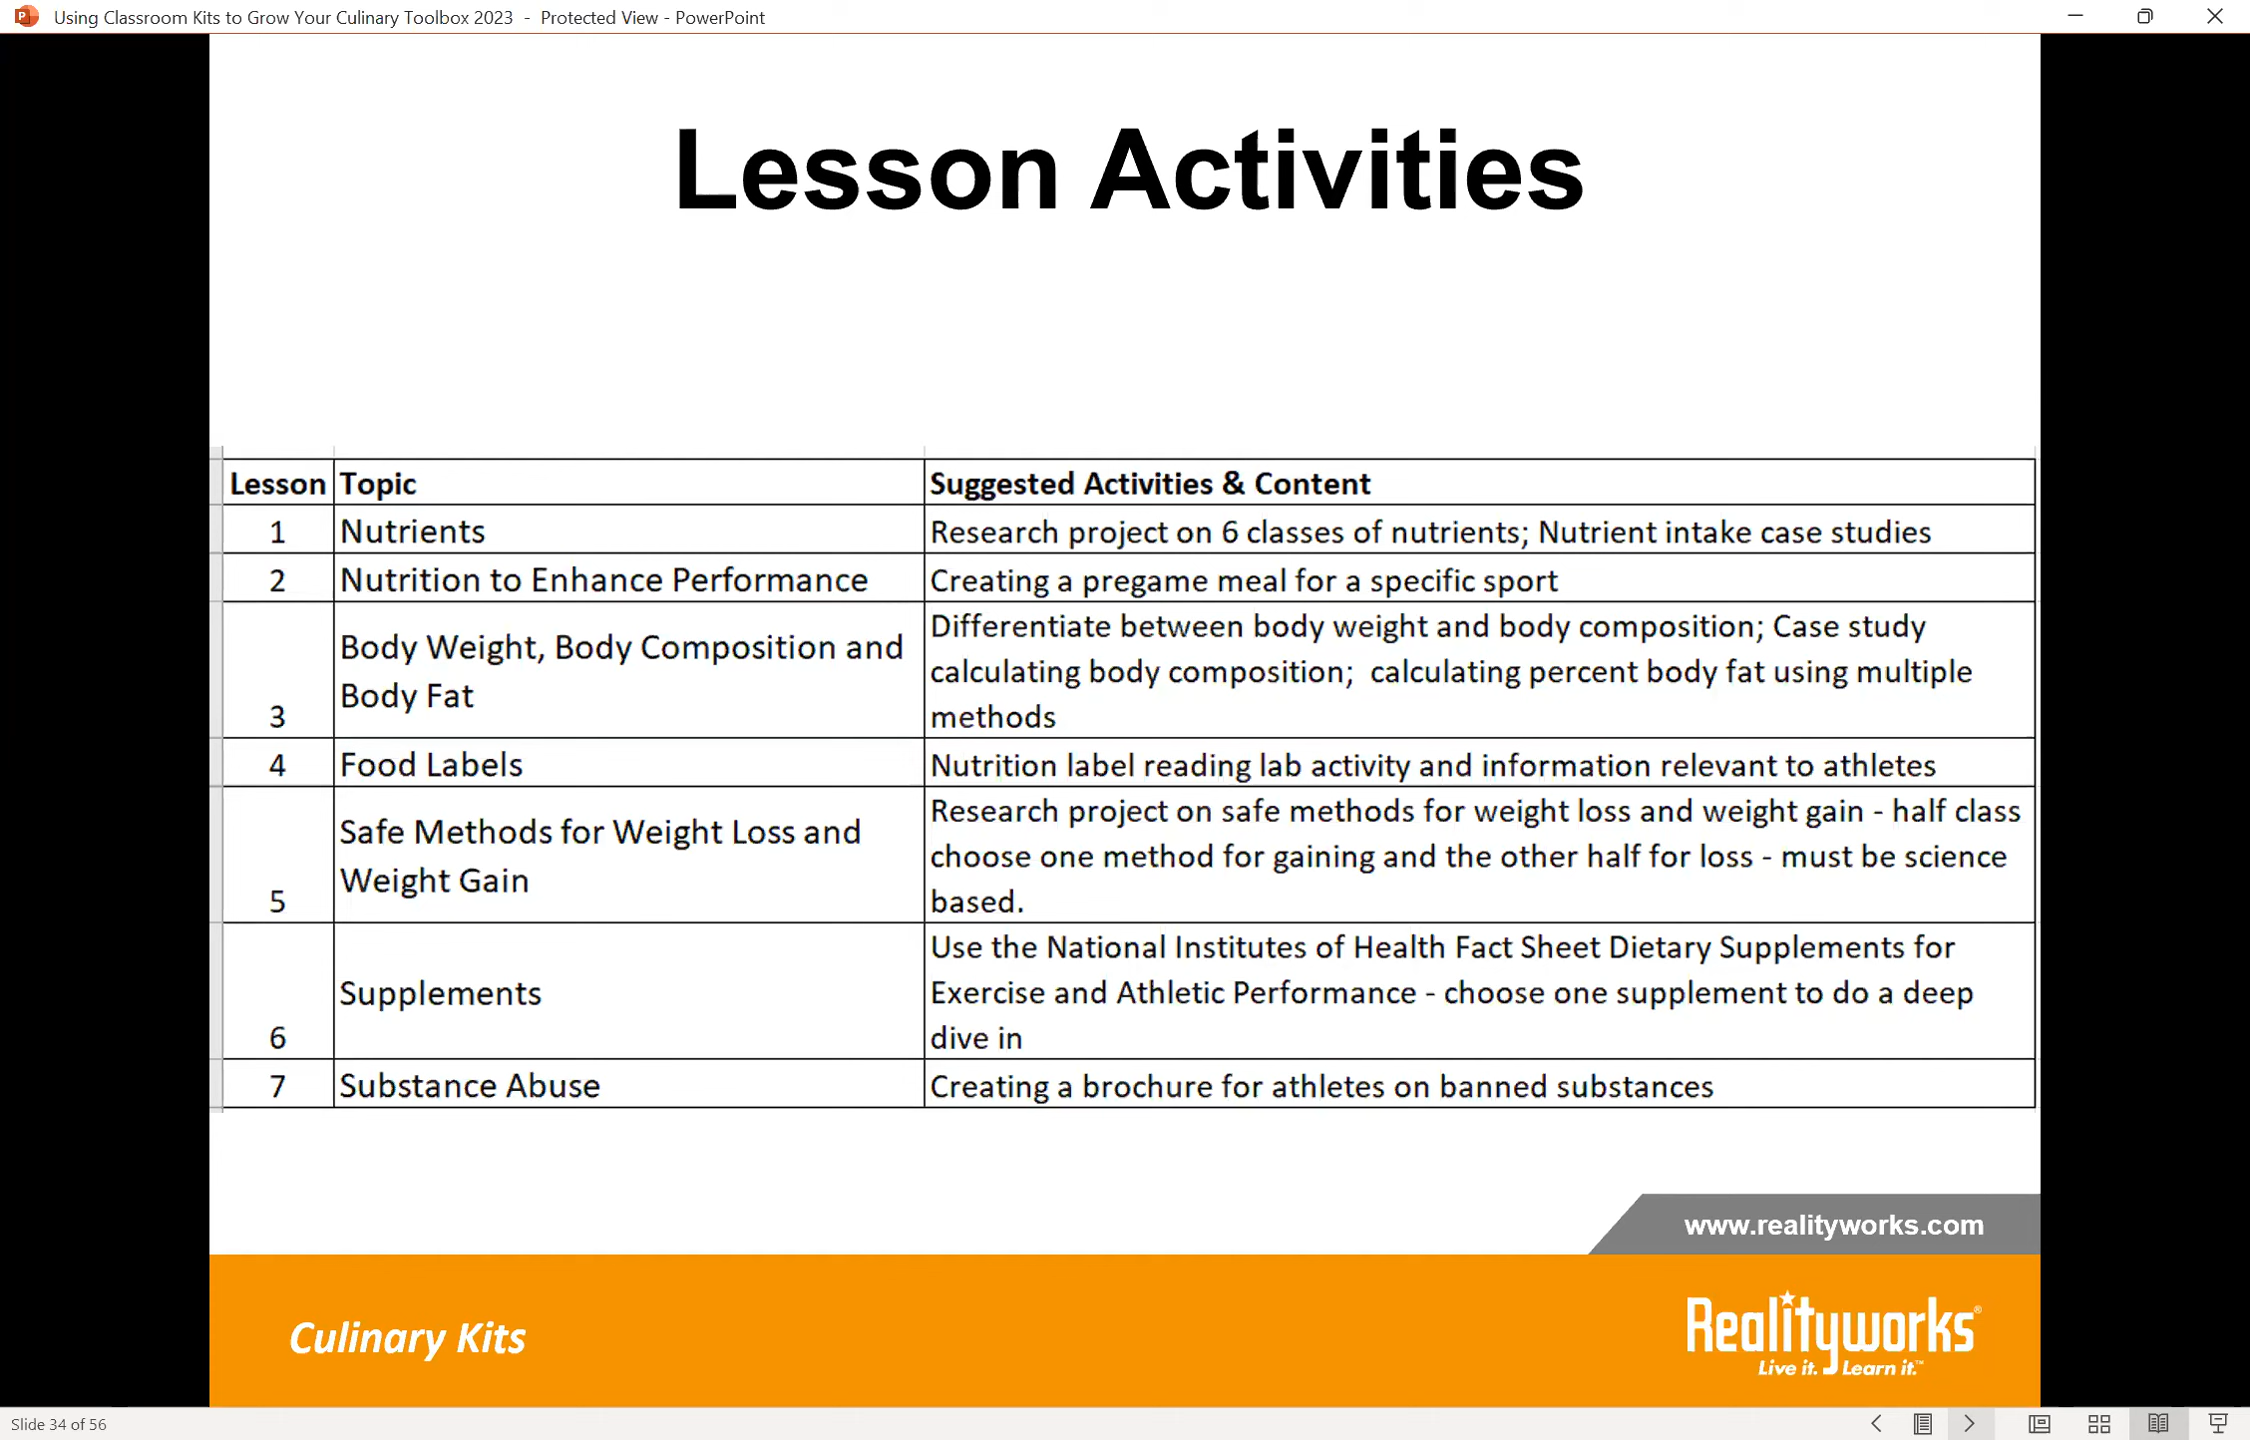 Using Classroom Kits to Grow Your Culinary Toolbox 2023 - Protected View - PowerPoint
Lesson Activities
Lesson Topic Suggested Activities & Content
1 Nutrients Research project on 6 classes of nutrients; Nutrient intake case studies
2 Nutrition to Enhance Performance Creating a pregame meal for a specific sport
3 Body Weight, Body Composition and
Body Fat
Differentiate between body weight and body composition; Case study
calculating body composition; calculating percent body fat using multiple
methods
4 Food Labels Nutrition label reading lab activity and information relevant to athletes
5 Safe Methods for Weight Loss and
Weight Gain
Research project on safe methods for weight loss and weight gain - half class
choose one method for gaining and the other half for loss - must be science
based.
6 Supplements
Use the National Institutes of Health Fact Sheet Dietary Supplements for
Exercise and Athletic Performance - choose one supplement to do a deep
dive in
7 Substance Abuse Creating a brochure for athletes on banned substances
www.realityworks.com
Culinary Kits
Realityworks®
Live it. Learn it.™
Slide 34 of 56